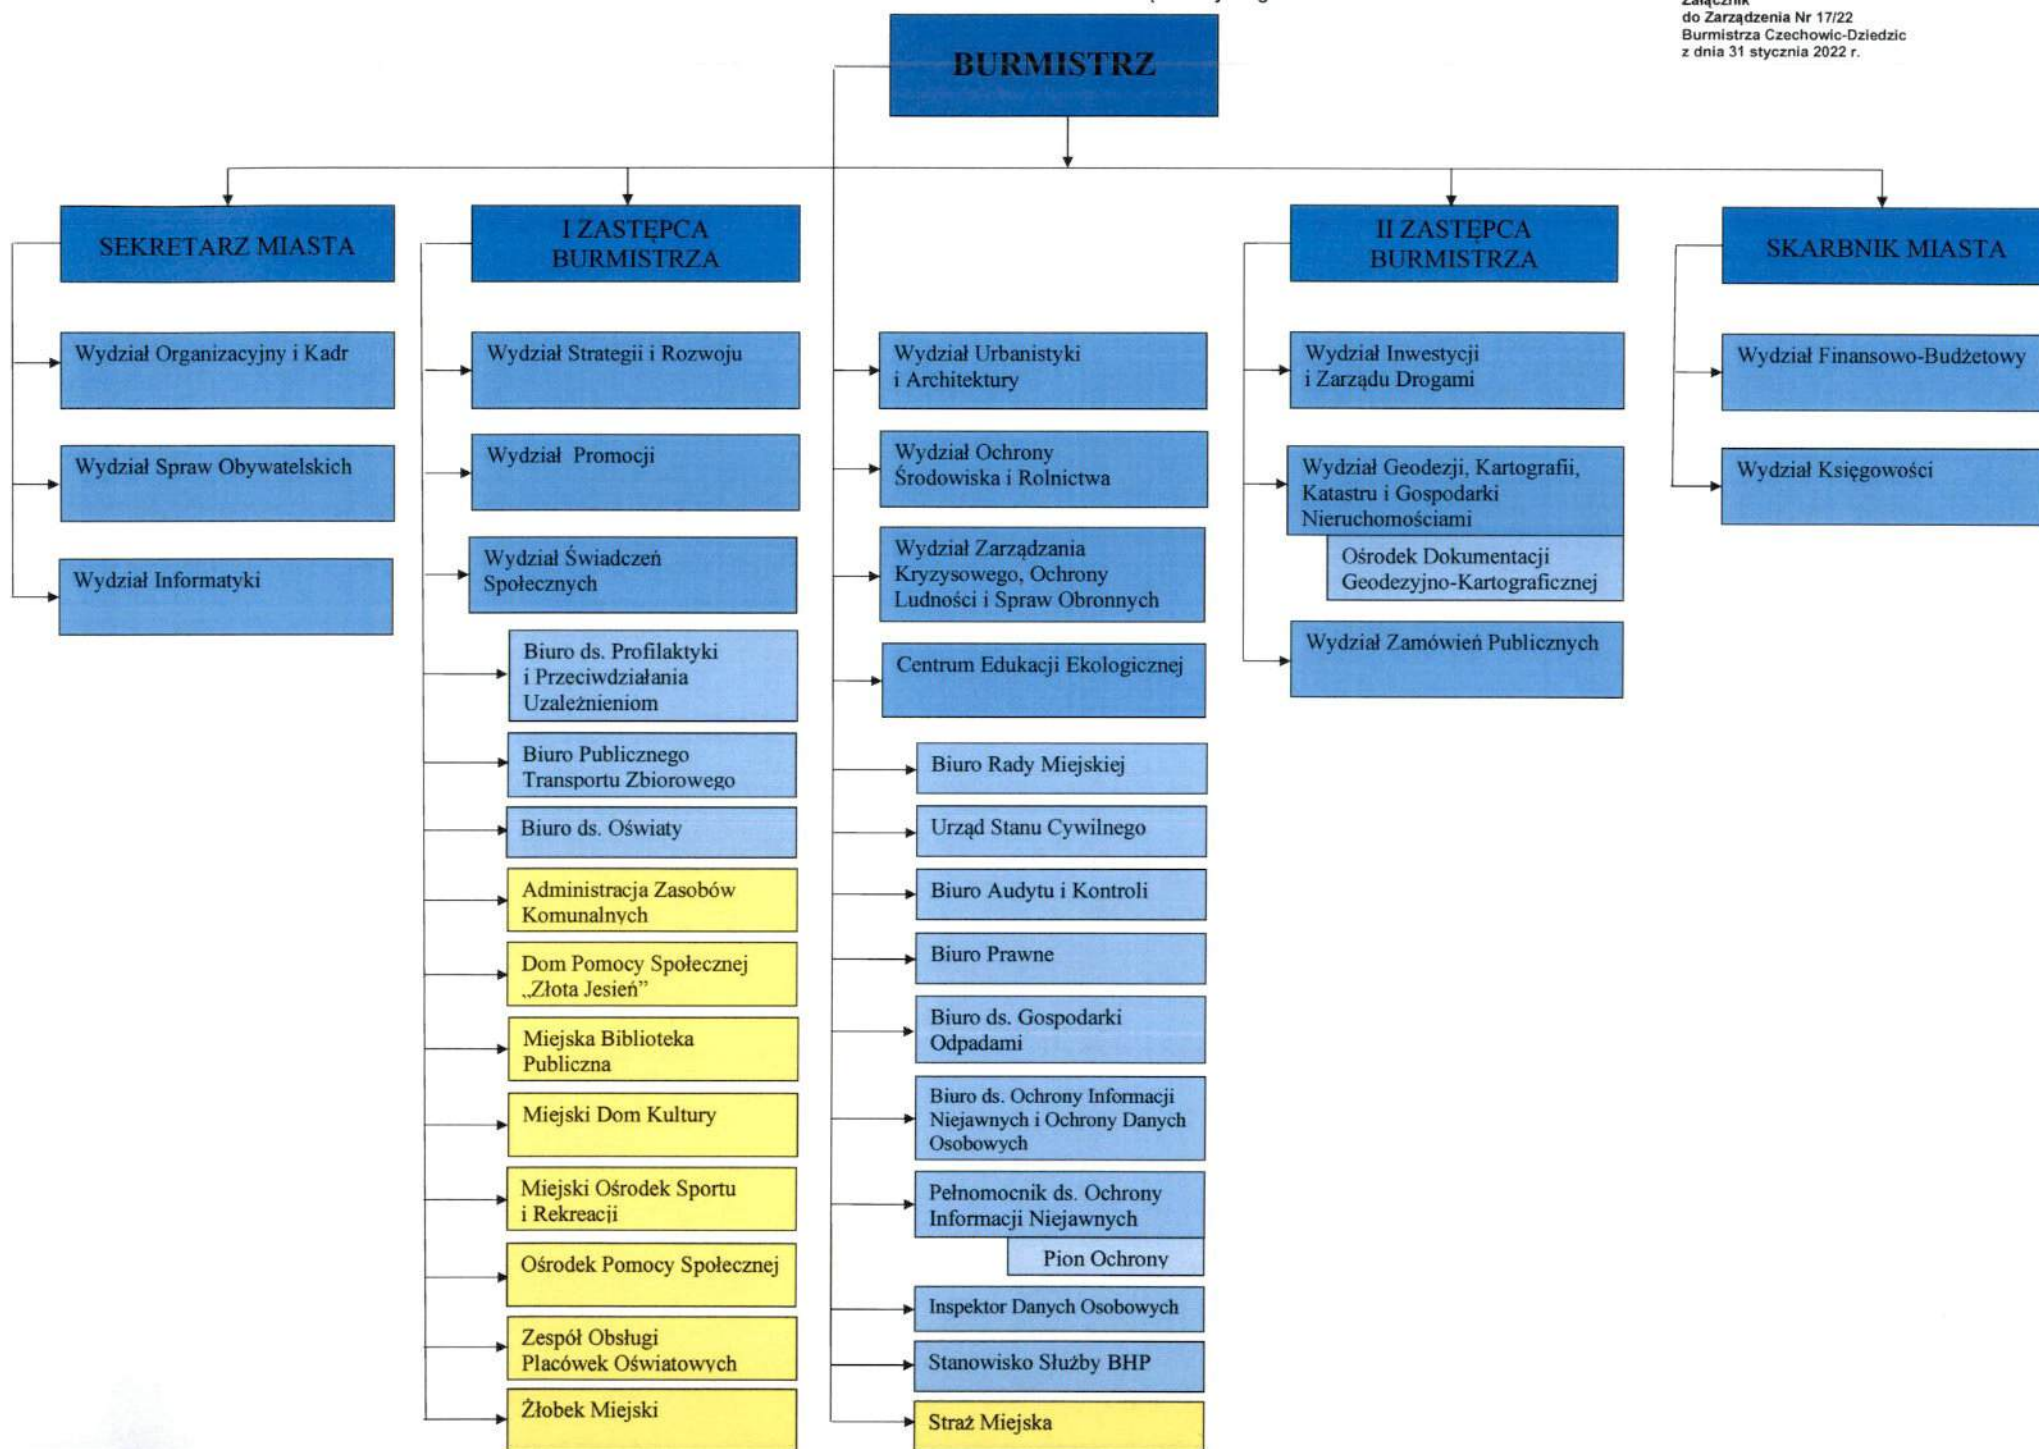 Załącznik
do Zarządzenia Nr 17/22
Burmistrza Czechowic-Dziedzic
z dnia 31 stycznia 2022 r.
BURMISTRZ
SEKRETARZ MIASTA
Wydział Organizacyjny i Kadr
Wydział Spraw Obywatelskich
Wydział Informatyki
I ZASTĘPCA
BURMISTRZA
Wydział Strategii i Rozwoju
Wydział Promocji
Wydział Świadczeń
Społecznych
Biuro ds. Profilaktyki
i Przeciwdziałania
Uzależnieniom
Biuro Publicznego
Transportu Zbiorowego
Biuro ds. Oświaty
Administracja Zasobów
Komunalnych
Dom Pomocy Społecznej
„Złota Jesień”
Miejska Biblioteka
Publiczna
Miejski Dom Kultury
Miejski Ośrodek Sportu
i Rekreacji
Ośrodek Pomocy Społecznej
Zespół Obsługi
Placówek Oświatowych
Żłobek Miejski
Wydział Urbanistyki
i Architektury
Wydział Ochrony
Środowiska i Rolnictwa
Wydział Zarządzania
Kryzysowego, Ochrony
Ludności i Spraw Obronnych
Centrum Edukacji Ekologicznej
Biuro Rady Miejskiej
Urząd Stanu Cywilnego
Biuro Audytu i Kontroli
Biuro Prawne
Biuro ds. Gospodarki
Odpadami
Biuro ds. Ochrony Informacji
Niejawnych i Ochrony Danych
Osobowych
Pełnomocnik ds. Ochrony
Informacji Niejawnych
Pion Ochrony
Inspektor Danych Osobowych
Stanowisko Służby BHP
Straż Miejska
II ZASTĘPCA
BURMISTRZA
Wydział Inwestycji
i Zarządu Drogami
Wydział Geodezji, Kartografii,
Katastru i Gospodarki
Nieruchomościami
Ośrodek Dokumentacji
Geodezyjno-Kartograficznej
Wydział Zamówień Publicznych
SKARBNIK MIASTA
Wydział Finansowo-Budżetowy
Wydział Księgowości